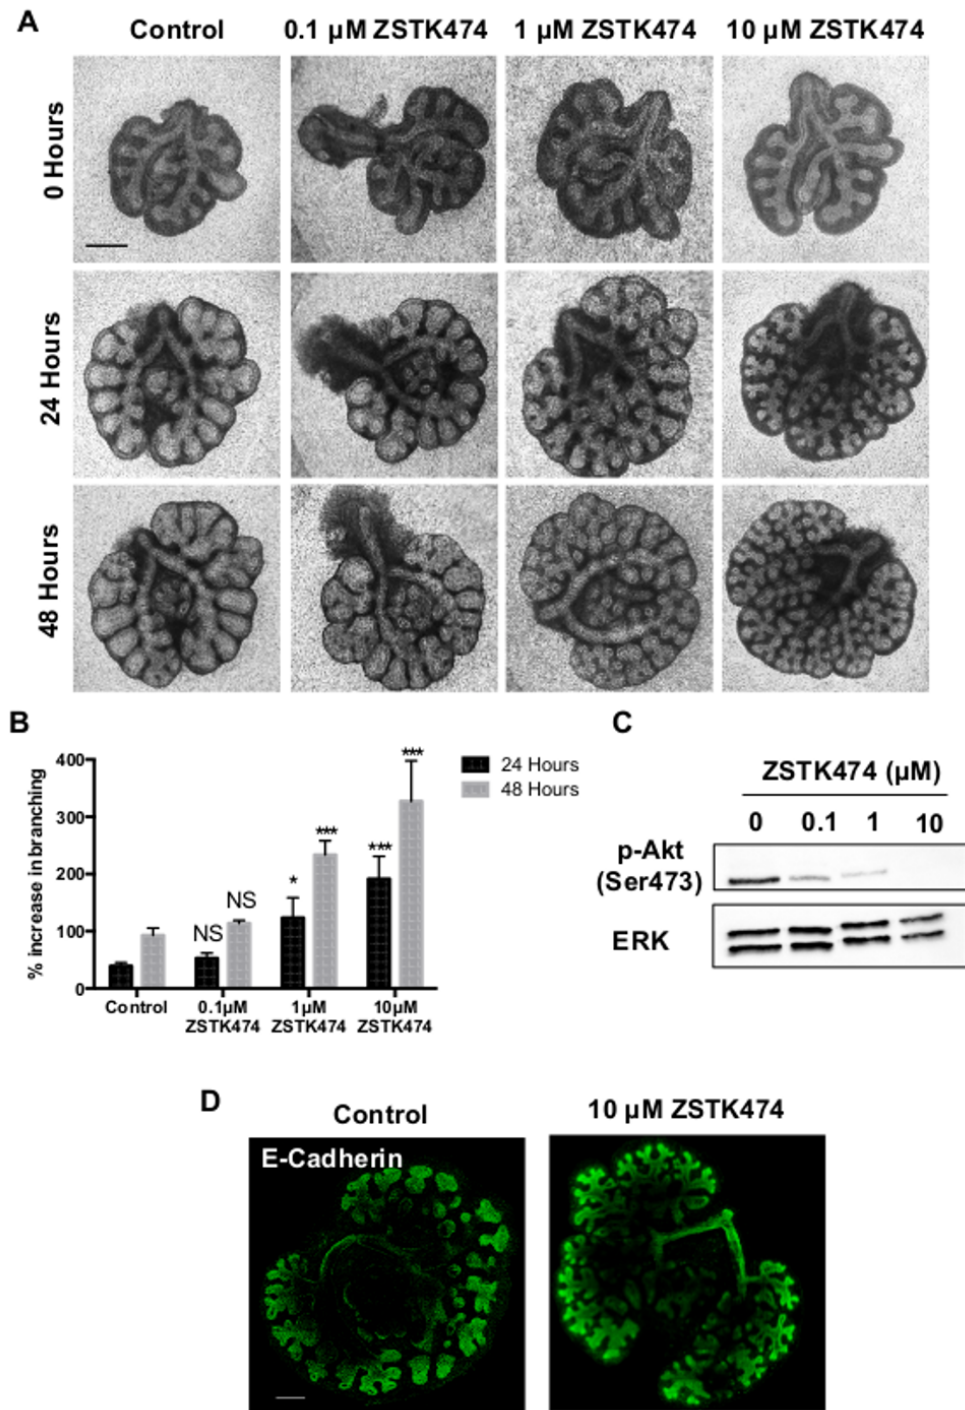 A
Control 0.1 µM ZSTK474 1 µM ZSTK474 10 µM ZSTK474
0 Hours
24 Hours
48 Hours
B
% increase in branching
400
300
200
100
0
NS
NS
*
***
***
***
24 Hours
48 Hours
Control 0.1µM 1µM 10µM
ZSTK474 ZSTK474 ZSTK474
C
ZSTK474 (µM)
0 0.1 1 10
p-Akt
(Ser473)
ERK
D
Control 10 µM ZSTK474
E-Cadherin